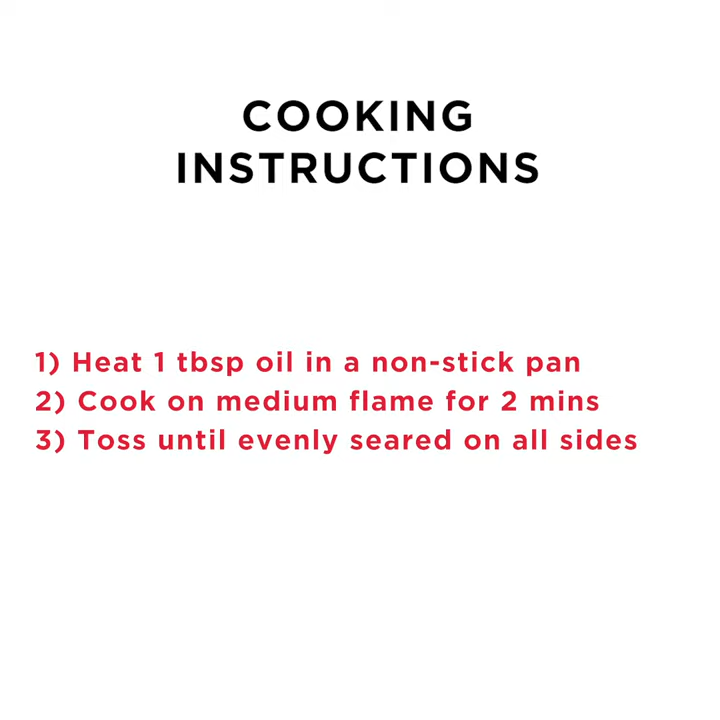 COOKING
INSTRUCTIONS
1) Heat 1 tbsp oil in a non-stick pan
2) Cook on medium flame for 2 mins
3) Toss until evenly seared on all sides